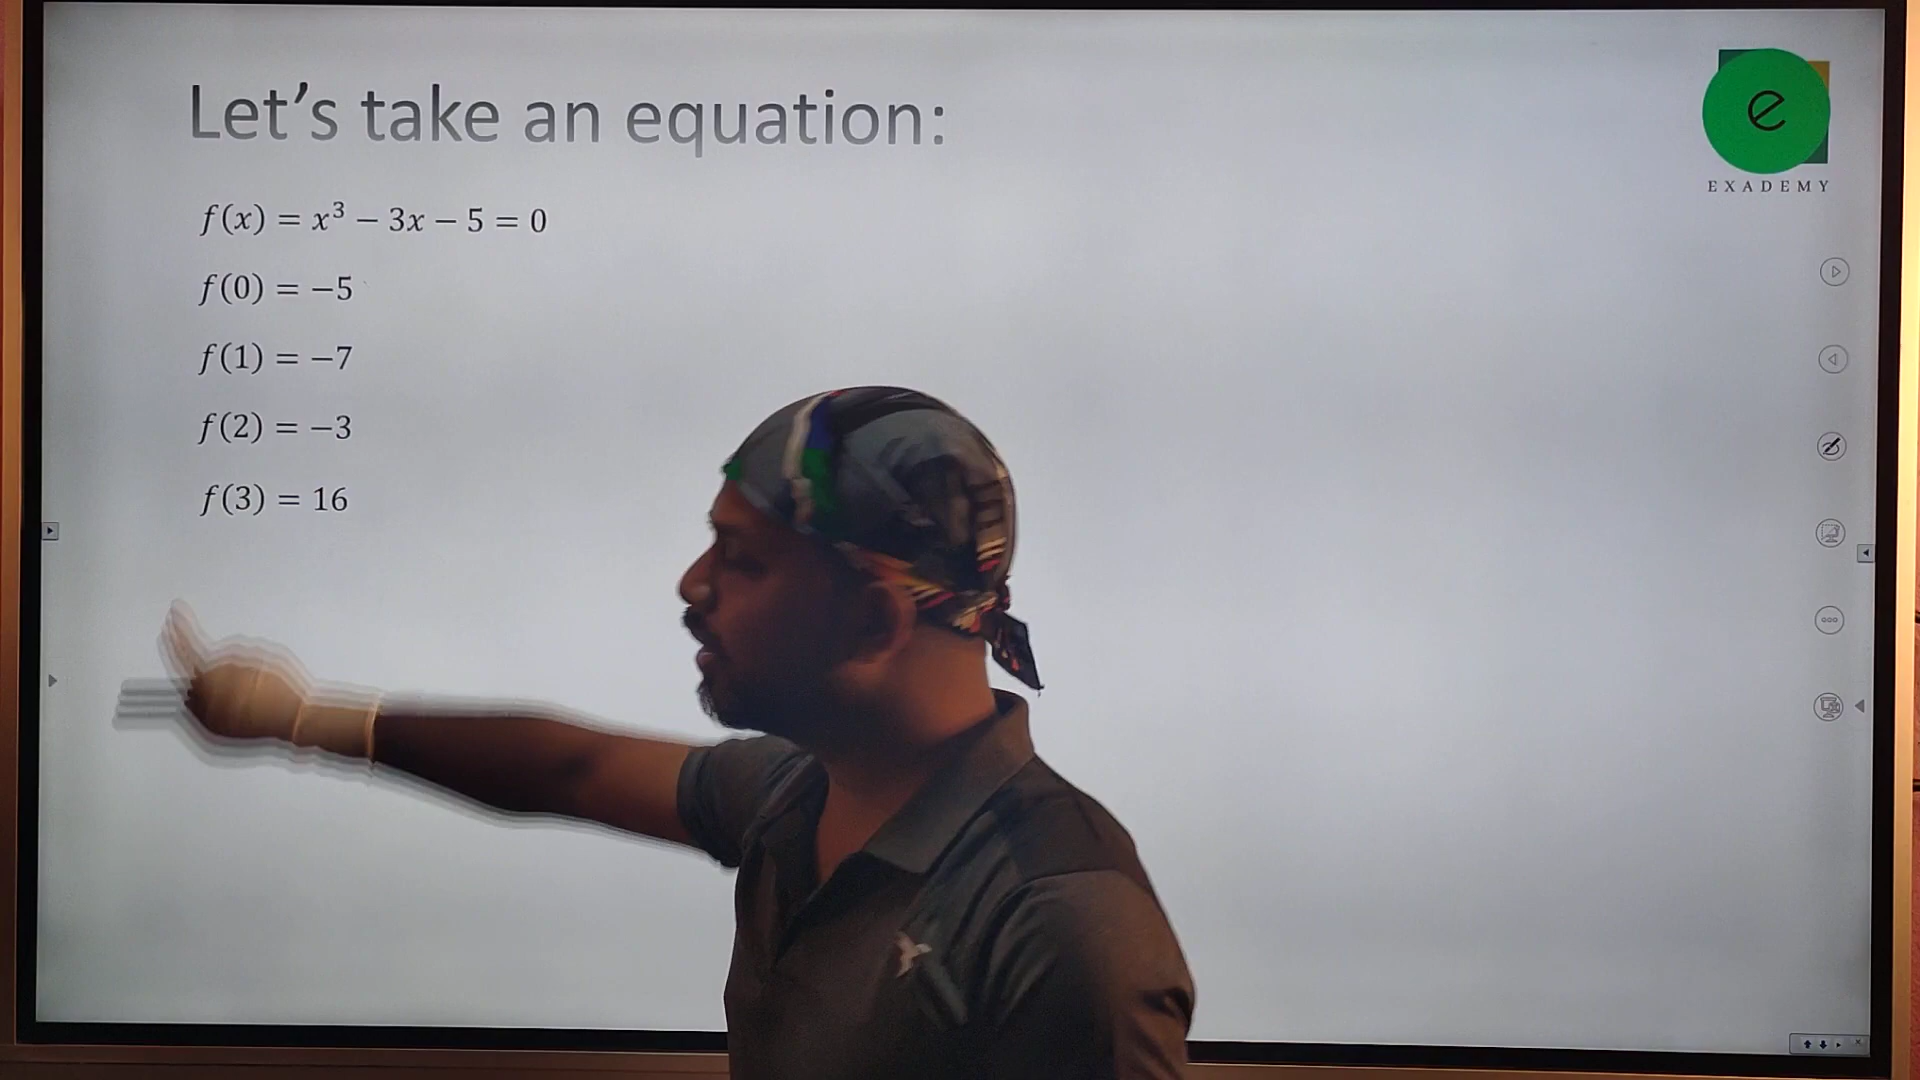 Let's take an equation:
e
EXADEMY
f(x) = x³ − 3x − 5 = 0
f(0) = −5
f(1) = −7
f(2) = −3
f(3) = 16